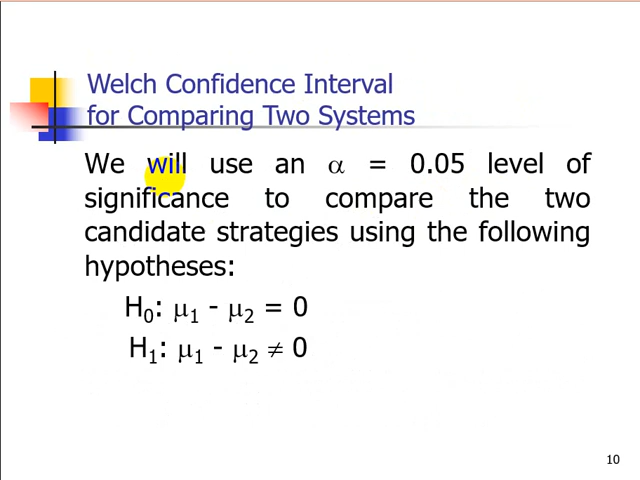 Welch Confidence Interval
for Comparing Two Systems
We will use an α = 0.05 level of
significance to compare the two
candidate strategies using the following
hypotheses:
H₀: μ₁ - μ₂ = 0
H₁: μ₁ - μ₂ ≠ 0
10